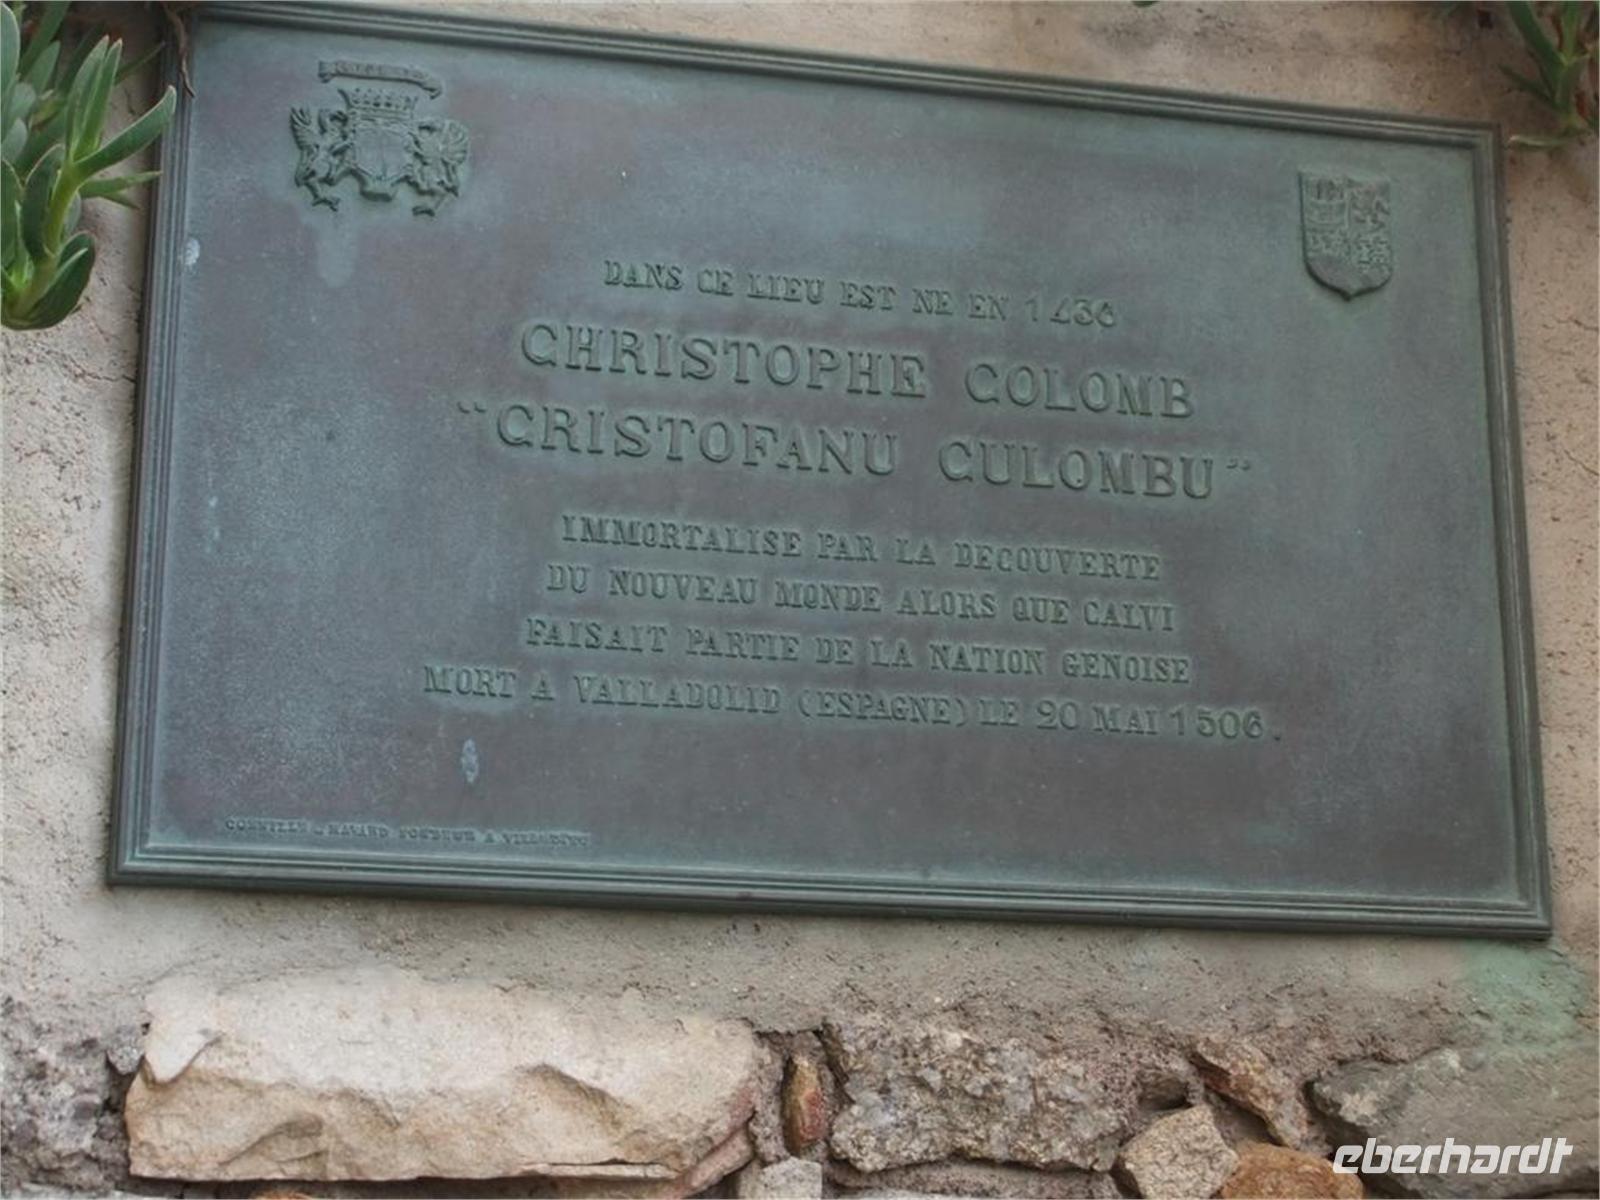 DANS CE LIEU EST NE EN 1436
CHRISTOPHE COLOMB
"CRISTOFANU CULOMBU"
IMMORTALISE PAR LA DECOUVERTE
DU NOUVEAU MONDE ALORS QUE CALVI
FAISAIT PARTIE DE LA NATION GENOISE
MORT A VALLADOLID (ESPAGNE) LE 20 MAI 1506.
FONDEUR A
eberhardt